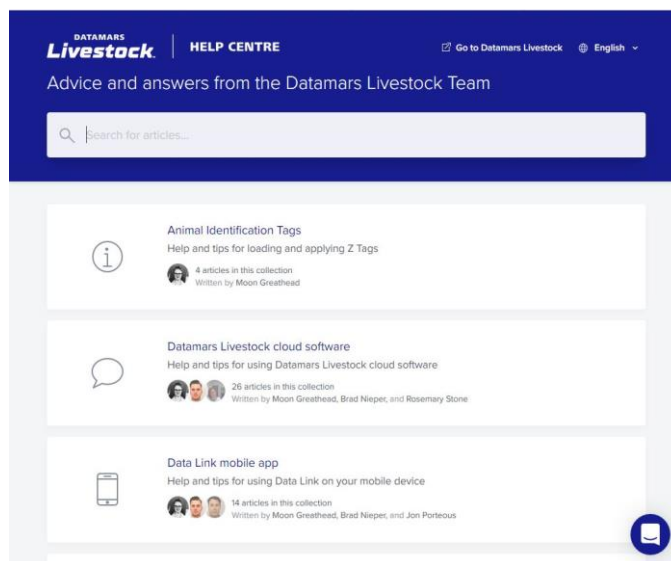 DATAMARS
Livestock.
HELP CENTRE
Go to Datamars Livestock
English
Advice and answers from the Datamars Livestock Team
Search for articles...
Animal Identification Tags
Help and tips for loading and applying Z Tags
4 articles in this collection
Written by Moon Greathead
Datamars Livestock cloud software
Help and tips for using Datamars Livestock cloud software
26 articles in this collection
Written by Moon Greathead, Brad Nieper, and Rosemary Stone
Data Link mobile app
Help and tips for using Data Link on your mobile device
14 articles in this collection
Written by Moon Greathead, Brad Nieper, and Jon Porteous